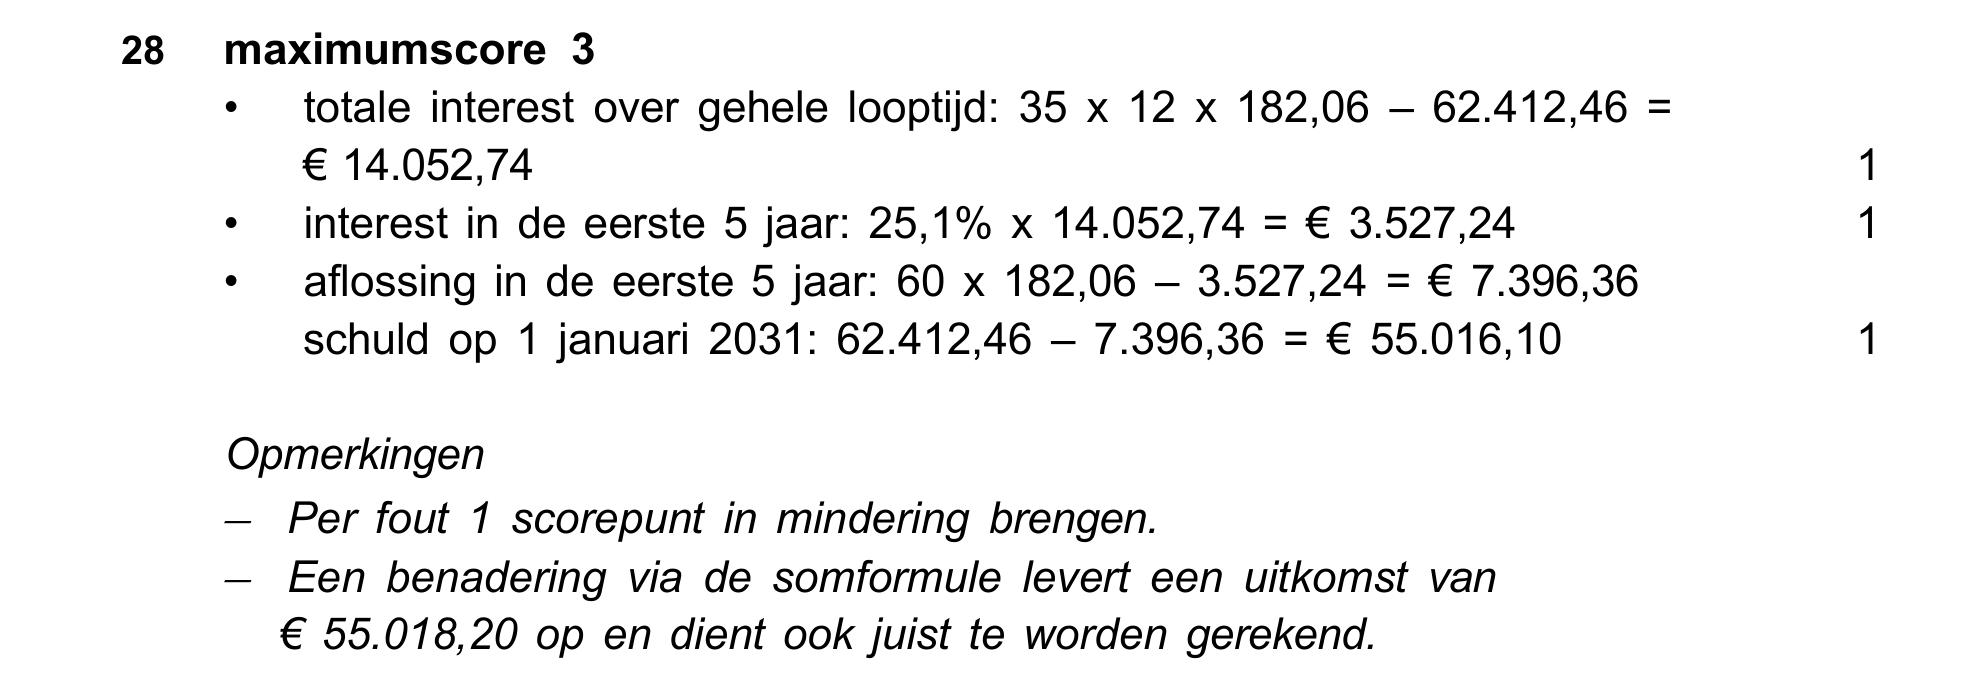 28 maximumscore 3
• totale interest over gehele looptijd: 35 x 12 x 182,06 – 62.412,46 =
€ 14.052,74 1
• interest in de eerste 5 jaar: 25,1% x 14.052,74 = € 3.527,24 1
• aflossing in de eerste 5 jaar: 60 x 182,06 – 3.527,24 = € 7.396,36
schuld op 1 januari 2031: 62.412,46 – 7.396,36 = € 55.016,10 1
Opmerkingen
– Per fout 1 scorepunt in mindering brengen.
– Een benadering via de somformule levert een uitkomst van
€ 55.018,20 op en dient ook juist te worden gerekend.